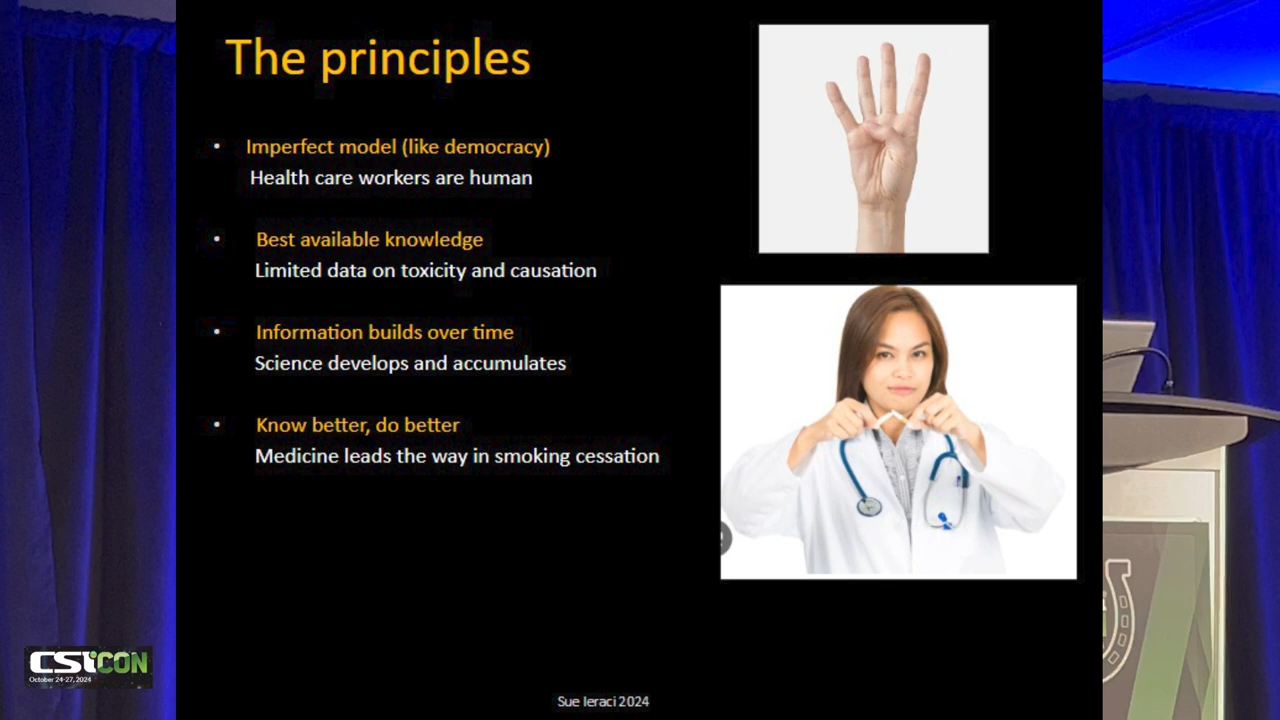 The principles
• Imperfect model (like democracy)
Health care workers are human
• Best available knowledge
Limited data on toxicity and causation
• Information builds over time
Science develops and accumulates
• Know better, do better
Medicine leads the way in smoking cessation
CSICON
October 24-27, 2024
Sue Ieraci 2024